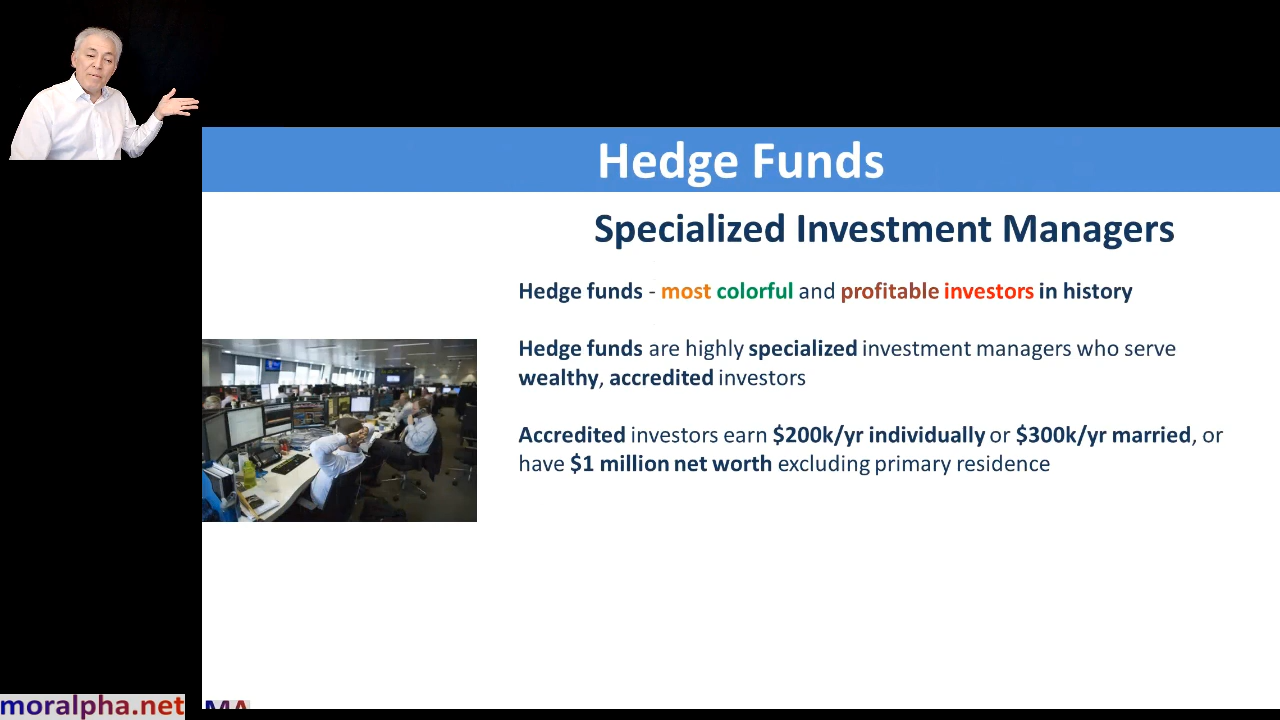 Hedge Funds
Specialized Investment Managers
Hedge funds - most colorful and profitable investors in history
Hedge funds are highly specialized investment managers who serve
wealthy, accredited investors
Accredited investors earn $200k/yr individually or $300k/yr married, or
have $1 million net worth excluding primary residence
moralpha.net
MA